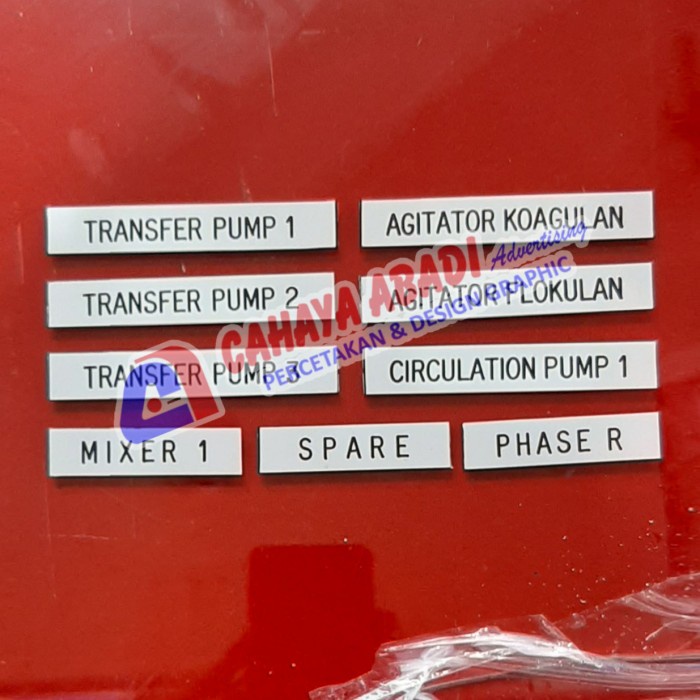 TRANSFER PUMP 1
AGITATOR KOAGULAN
TRANSFER PUMP 2
AGITATOR FLOKULAN
TRANSFER PUMP 3
CIRCULATION PUMP 1
MIXER 1
SPARE
PHASE R
CAHAYA ABADI
Advertising
PERCETAKAN & DESIGN GRAPHIC